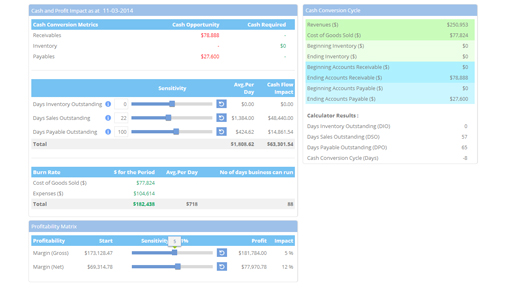 Cash and Profit Impact as at 11-03-2014
Cash Conversion Metrics Cash Opportunity Cash Required
Receivables $78,888 -
Inventory - $0
Payables $27,600 -
Sensitivity Avg.Per Day Cash Flow Impact
Days Inventory Outstanding 0 $0.00 $0.00
Days Sales Outstanding 22 $1,384.00 $48,440.00
Days Payable Outstanding 100 $424.62 $14,861.54
Total $1,808.62 $63,301.54
Burn Rate $ for the Period Avg.Per Day No of days business can run
Cost of Goods Sold ($) $77,824
Expenses ($) $104,614
Total $182,438 $716 88
Profitability Matrix
Profitability Start Sensitivity 1% Profit Impact
5
Margin (Gross) $173,128.47 $181,784.00 5 %
Margin (Net) $69,314.78 $77,970.78 12 %
Cash Conversion Cycle
Revenues ($) $250,953
Cost of Goods Sold ($) $77,824
Beginning Inventory ($) $0
Ending Inventory ($) $0
Beginning Accounts Receivable ($) $0
Ending Accounts Receivable ($) $78,888
Beginning Accounts Payable ($) $0
Ending Accounts Payable ($) $27,600
Calculator Results :
Days Inventory Outstanding (DIO) 0
Days Sales Outstanding (DSO) 57
Days Payable Outstanding (DPO) 65
Cash Conversion Cycle (Days) -8